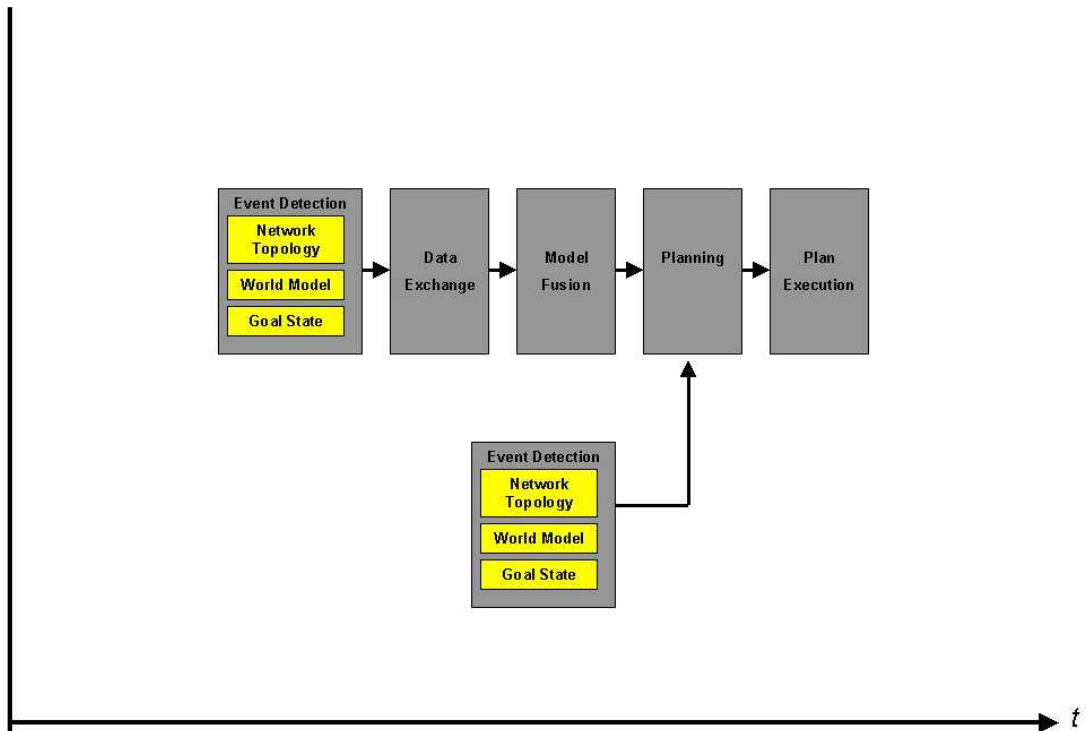 Event Detection
Network
Topology
World Model
Goal State
Data
Exchange
Model
Fusion
Planning
Plan
Execution
Event Detection
Network
Topology
World Model
Goal State
t